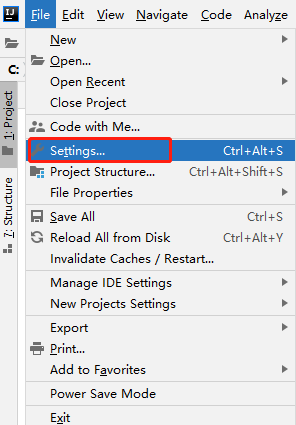 File Edit View Navigate Code Analyze
New
Open...
C:
Open Recent
Close Project
1: Project
Code with Me...
Settings... Ctrl+Alt+S
Project Structure... Ctrl+Alt+Shift+S
File Properties
7: Structure
Save All Ctrl+S
Reload All from Disk Ctrl+Alt+Y
Invalidate Caches / Restart...
Manage IDE Settings
New Projects Settings
Export
Print...
Add to Favorites
Power Save Mode
Exit